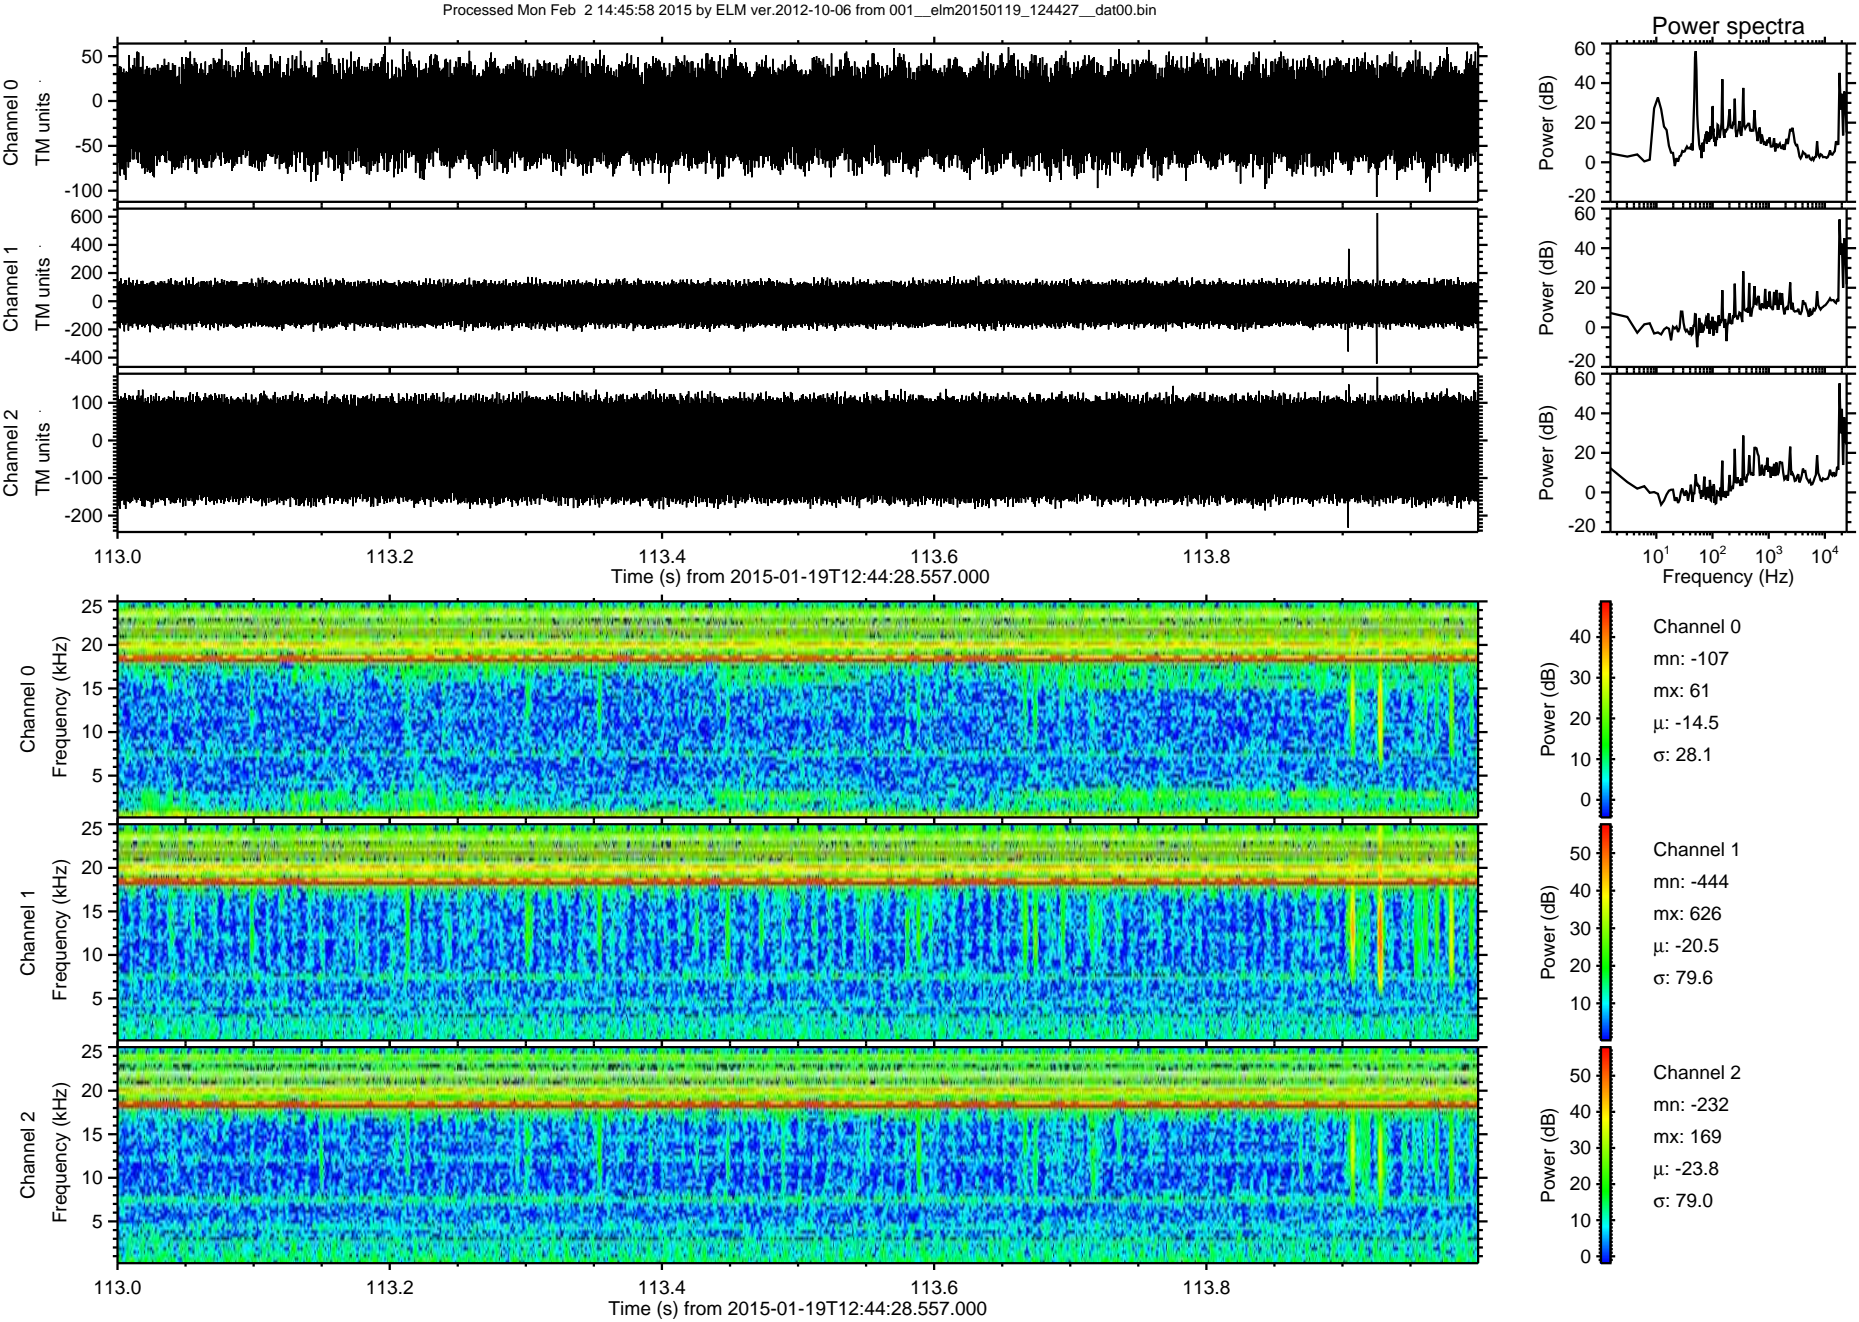 Processed Mon Feb  2 14:45:58 2015 by ELM ver.2012-10-06 from 001__elm20150119_124427__dat00.bin
Power spectra
Channel 0
TM units
50
0
-50
-100
Power (dB)
60
40
20
0
-20
Channel 1
TM units
600
400
200
0
-200
-400
Power (dB)
60
40
20
0
-20
Channel 2
TM units
100
0
-100
-200
Power (dB)
60
40
20
0
-20
113.0 113.2 113.4 113.6 113.8
Time (s) from 2015-01-19T12:44:28.557.000
10^1 10^2 10^3 10^4
Frequency (Hz)
Channel 0
Frequency (kHz)
25
20
15
10
5
Power (dB)
40
30
20
10
0
Channel 0
mn: -107
mx: 61
μ: -14.5
σ: 28.1
Channel 1
Frequency (kHz)
25
20
15
10
5
Power (dB)
50
40
30
20
10
Channel 1
mn: -444
mx: 626
μ: -20.5
σ: 79.6
Channel 2
Frequency (kHz)
25
20
15
10
5
Power (dB)
50
40
30
20
10
0
Channel 2
mn: -232
mx: 169
μ: -23.8
σ: 79.0
113.0 113.2 113.4 113.6 113.8
Time (s) from 2015-01-19T12:44:28.557.000